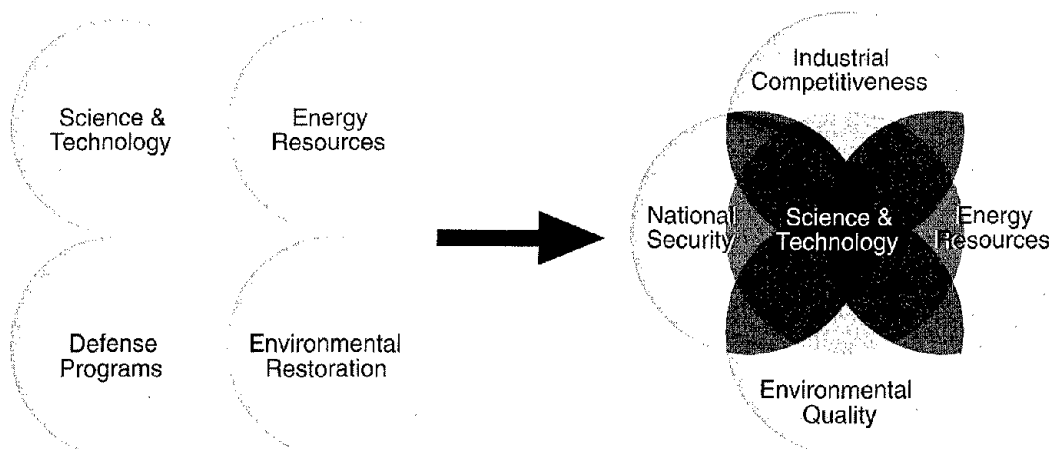 Science &
Technology
Energy
Resources
Defense
Programs
Environmental
Restoration
Industrial
Competitiveness
National
Security
Science &
Technology
Energy
Resources
Environmental
Quality